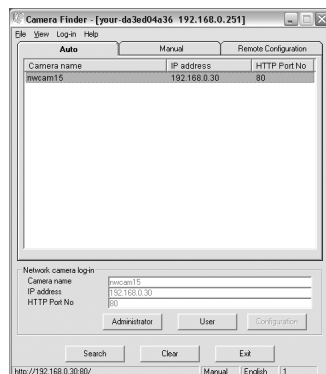 Camera Finder - [your-da3ed04a36 192.168.0.251]
File View Log-in Help
Auto Manual Remote Configuration
Camera name IP address HTTP Port No
nwcam15 192.168.0.30 80
Network camera log-in
Camera name nwcam15
IP address 192.168.0.30
HTTP Port No 80
Administrator User Configuration
Search Clear Exit
http://192.168.0.30:80/ Manual English 1